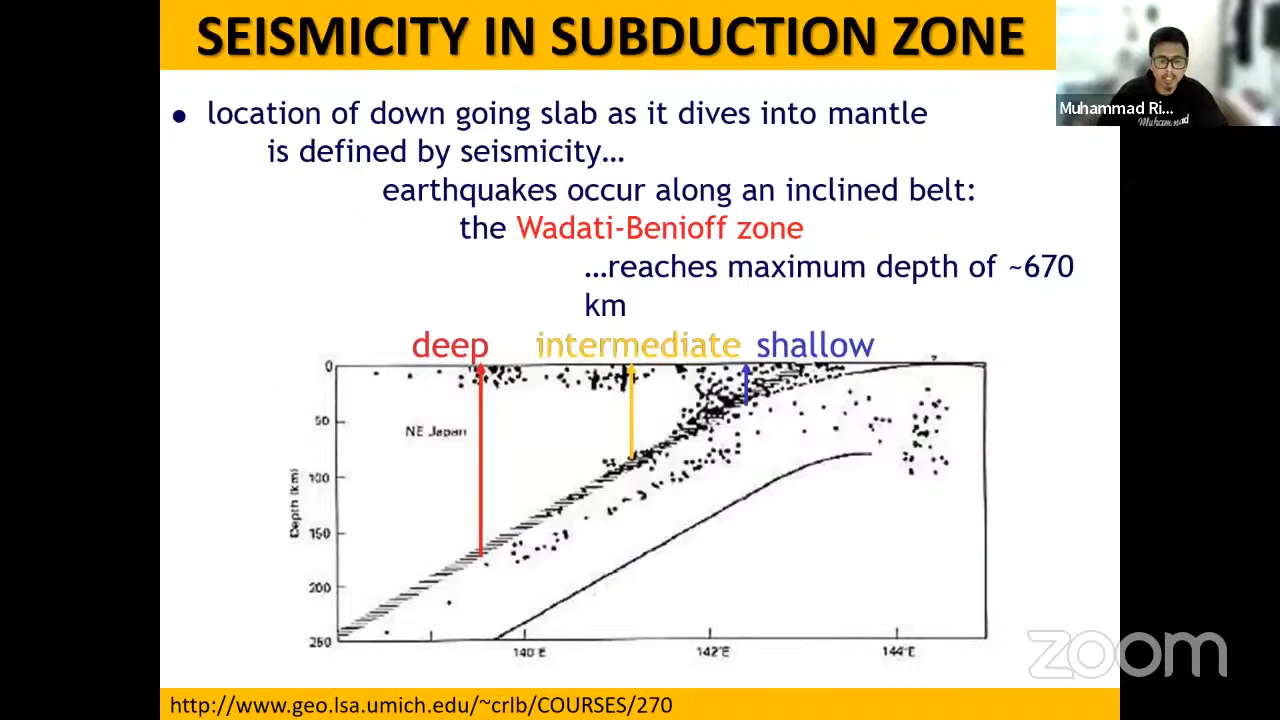 SEISMICITY IN SUBDUCTION ZONE
Muhammad Ri...
Muhammad
● location of down going slab as it dives into mantle
is defined by seismicity…
earthquakes occur along an inclined belt:
the Wadati-Benioff zone
…reaches maximum depth of ~670
km
deep intermediate shallow
0
50
100
150
200
250
Depth (km)
NE Japan
140°E 142°E 144°E
zoom
http://www.geo.lsa.umich.edu/~crlb/COURSES/270